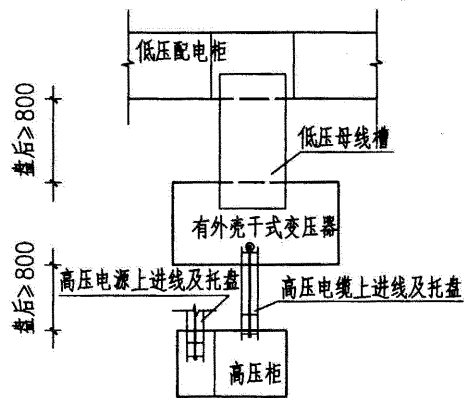 低压配电柜
盘后≥800
低压母线槽
有外壳干式变压器
盘后≥800
高压电源上进线及托盘
高压电缆上进线及托盘
高压柜